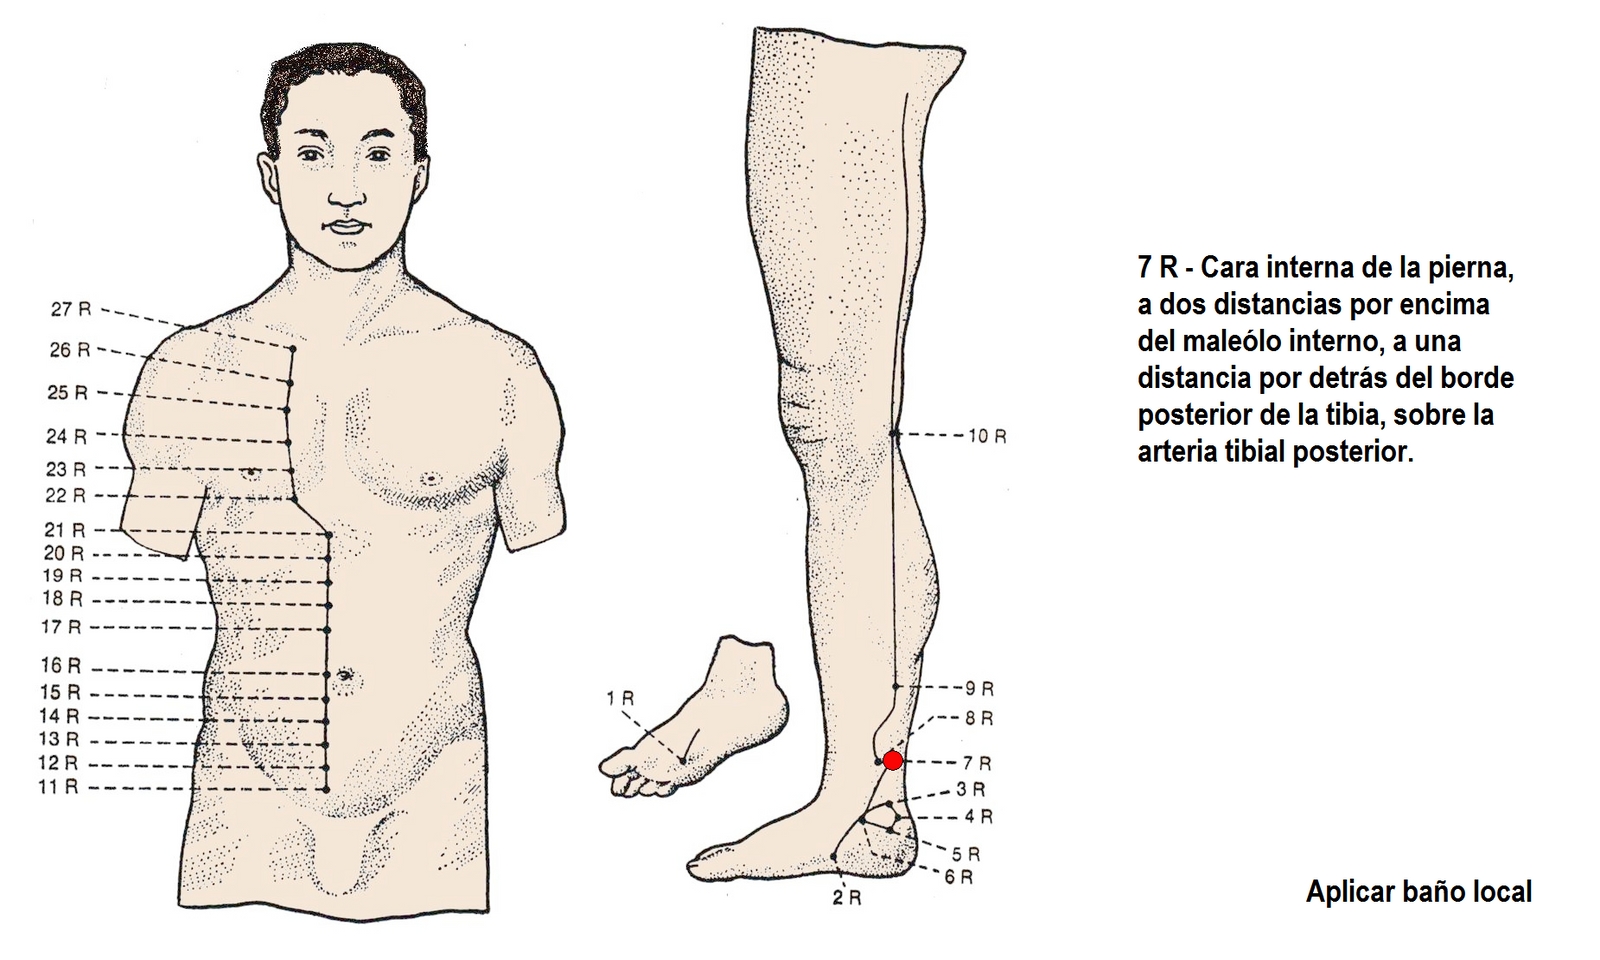 27 R
26 R
25 R
24 R
23 R
22 R
21 R
20 R
19 R
18 R
17 R
16 R
15 R
14 R
13 R
12 R
11 R
1 R
10 R
9 R
8 R
7 R
3 R
4 R
5 R
6 R
2 R
7 R - Cara interna de la pierna,
a dos distancias por encima
del maleólo interno, a una
distancia por detrás del borde
posterior de la tibia, sobre la
arteria tibial posterior.
Aplicar baño local